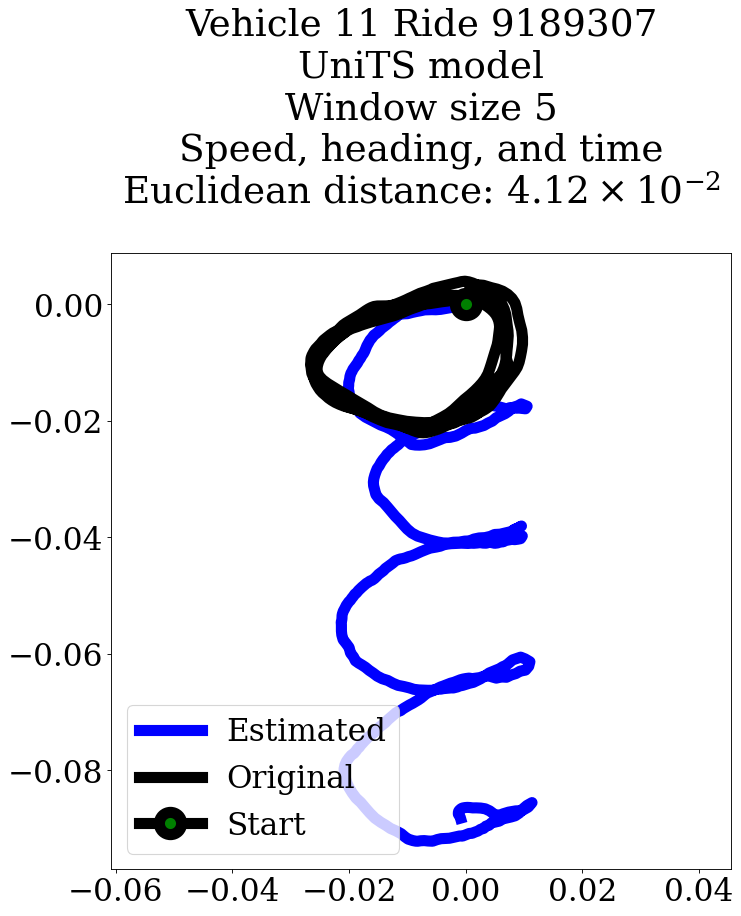 Vehicle 11 Ride 9189307
UniTS model
Window size 5
Speed, heading, and time
Euclidean distance: 4.12 × 10⁻²
0.00
−0.02
−0.04
−0.06
−0.08
Estimated
Original
Start
−0.06 −0.04 −0.02 0.00 0.02 0.04